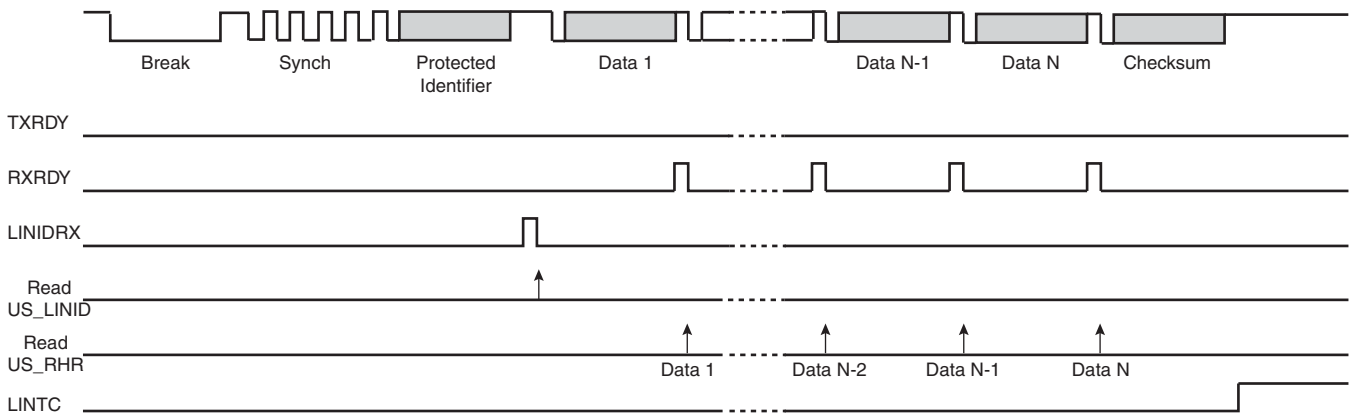 Break Synch Protected Identifier Data 1 Data N-1 Data N Checksum
TXRDY
RXRDY
LINIDRX
Read
US_LINID
Read
US_RHR
Data 1 Data N-2 Data N-1 Data N
LINTC